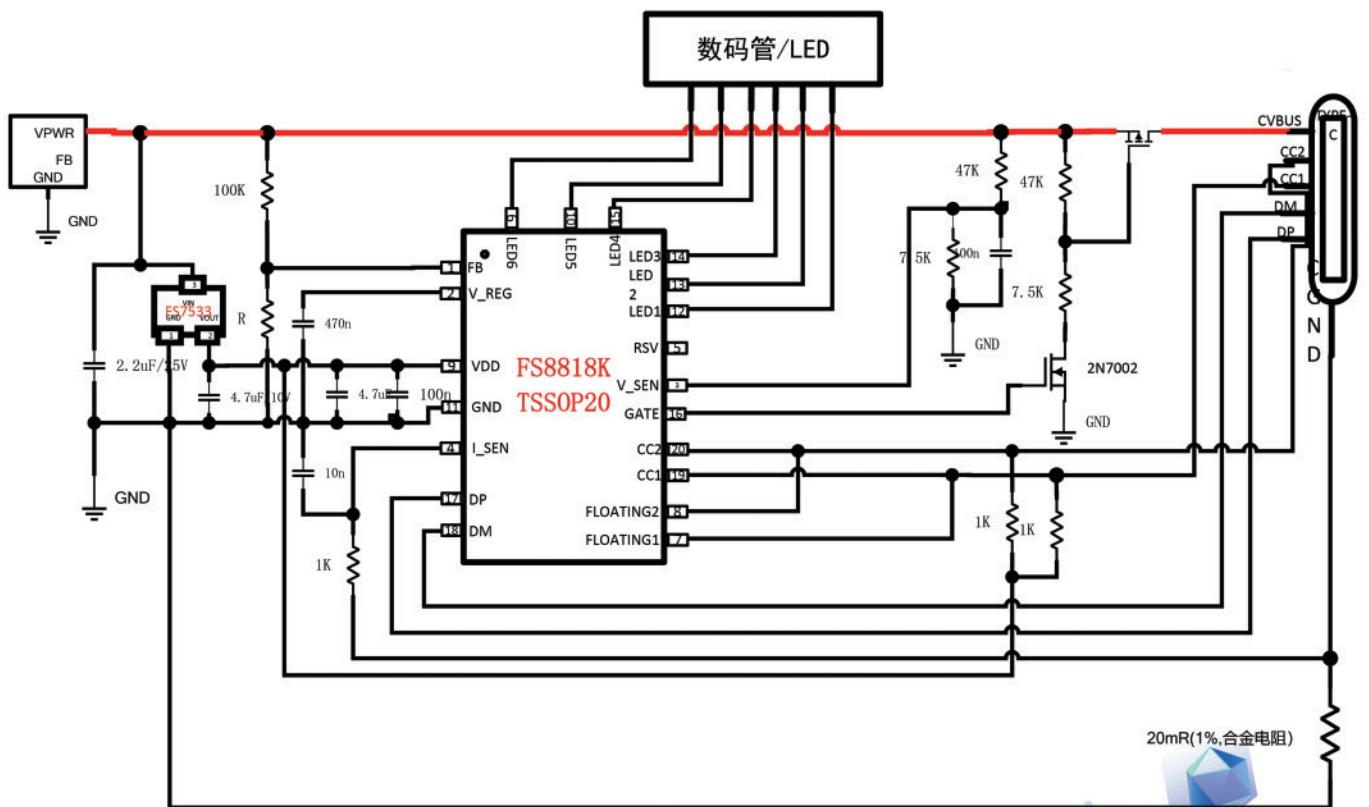 数码管/LED
VPWR
FB
GND
GND
100K
47K
47K
CVBUS
TYPE-
C
CC2
CC1
DM
DP
C
G
N
D
6
LED6
10
LED5
15
LED4
1
FB
2
V_REG
9
VDD
11
GND
4
I_SEN
17
DP
18
DM
LED3
14
LED
2
13
LED1
12
RSV
5
V_SEN
3
GATE
16
CC2
20
CC1
19
FLOATING2
8
FLOATING1
7
FS8818K
TSSOP20
3
VIN
FS7533
GND
VOUT
1
2
R
470n
2.2uF/25V
4.7uF/10V
4.7uF
100n
10n
GND
1K
7.5K
100n
GND
7.5K
2N7002
GND
1K
1K
20mR(1%,合金电阻)